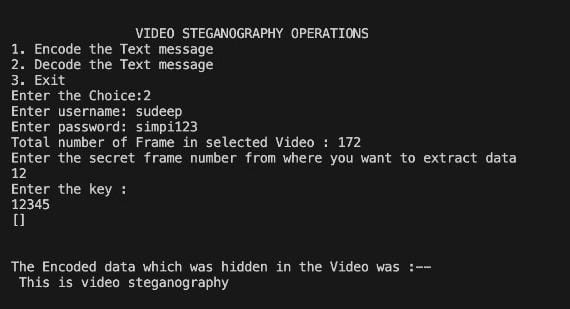 VIDEO STEGANOGRAPHY OPERATIONS
1. Encode the Text message
2. Decode the Text message
3. Exit
Enter the Choice:2
Enter username: sudeep
Enter password: simpi123
Total number of Frame in selected Video : 172
Enter the secret frame number from where you want to extract data
12
Enter the key :
12345
[]
The Encoded data which was hidden in the Video was :--
This is video steganography